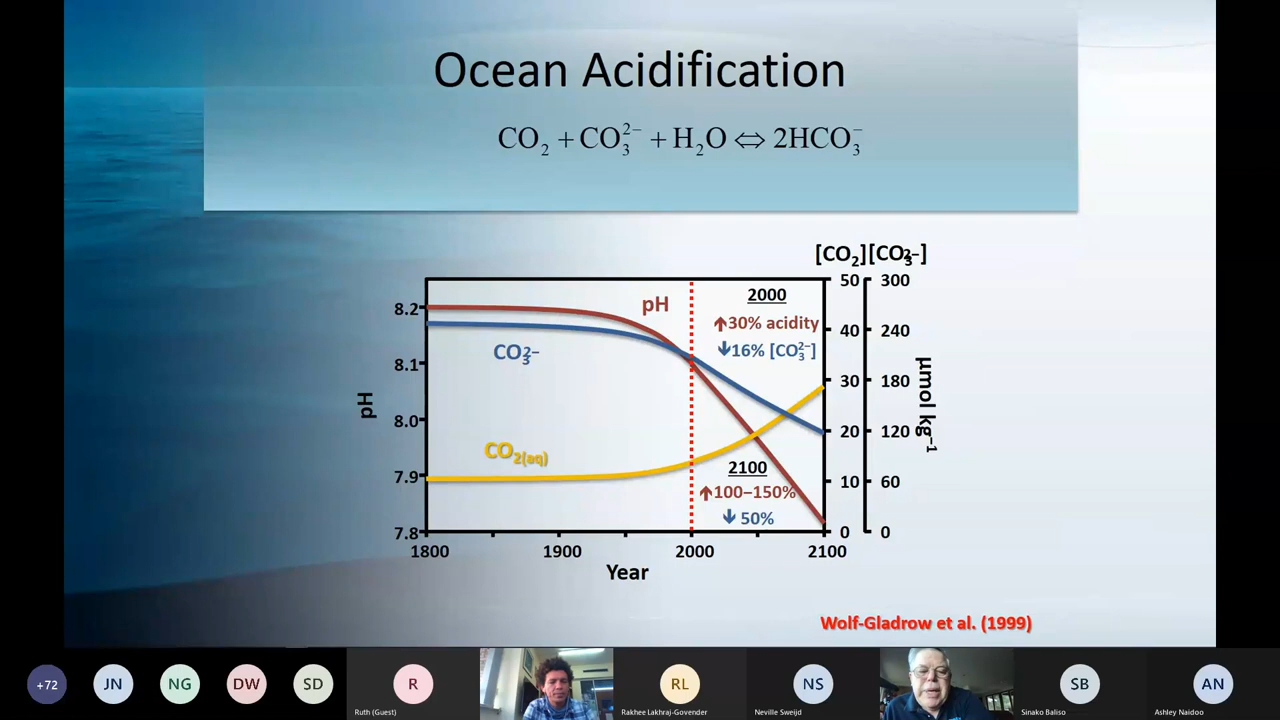 Ocean Acidification
CO₂ + CO₃²⁻ + H₂O ⇔ 2HCO₃⁻
[CO₂] [CO₃²⁻]
50 300
8.2
pH
2000
↑30% acidity
40 240
CO₃²⁻
↓16% [CO₃²⁻]
8.1
30 180
pH
8.0
20 120
μmol kg⁻¹
CO₂(aq)
2100
7.9
↑100–150%
10 60
↓ 50%
7.8
0 0
1800 1900 2000 2100
Year
Wolf-Gladrow et al. (1999)
+72 JN NG DW SD R RL NS SB AN
Ruth (Guest) Rakhee Lakhraj-Govender Neville Sweijd Sinako Baliso Ashley Naidoo